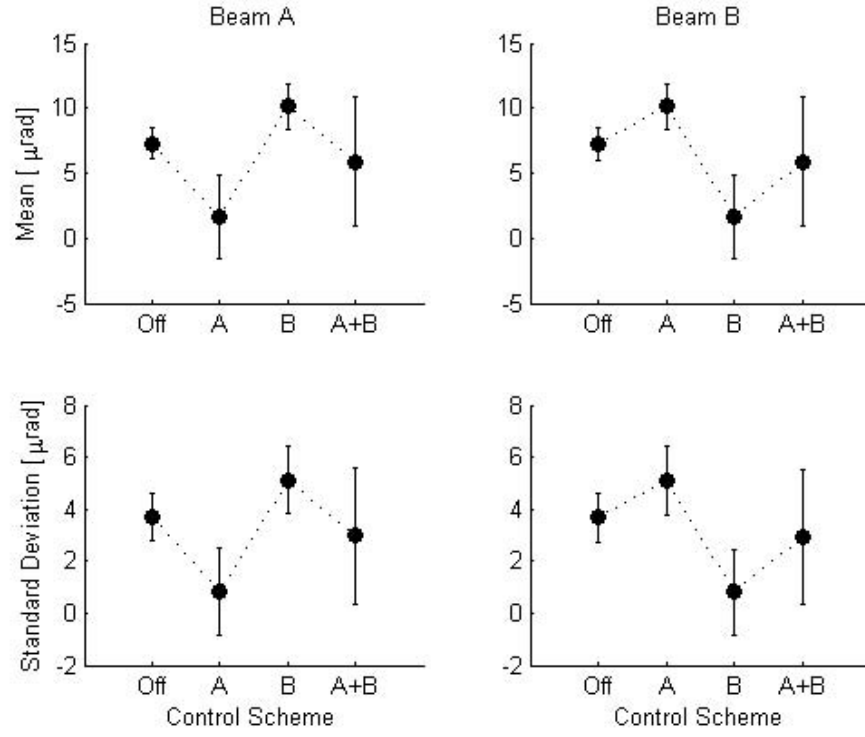 Beam A
Beam B
Mean [ μrad]
15
10
5
0
-5
Off A B A+B
15
10
5
0
-5
Off A B A+B
Standard Deviation [ μrad]
8
6
4
2
0
-2
Off A B A+B
Control Scheme
8
6
4
2
0
-2
Off A B A+B
Control Scheme